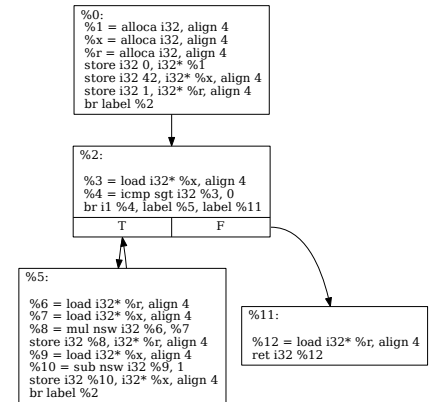 %0:
%1 = alloca i32, align 4
%x = alloca i32, align 4
%r = alloca i32, align 4
store i32 0, i32* %1
store i32 42, i32* %x, align 4
store i32 1, i32* %r, align 4
br label %2
%2:
%3 = load i32* %x, align 4
%4 = icmp sgt i32 %3, 0
br i1 %4, label %5, label %11
T F
%5:
%6 = load i32* %r, align 4
%7 = load i32* %x, align 4
%8 = mul nsw i32 %6, %7
store i32 %8, i32* %r, align 4
%9 = load i32* %x, align 4
%10 = sub nsw i32 %9, 1
store i32 %10, i32* %x, align 4
br label %2
%11:
%12 = load i32* %r, align 4
ret i32 %12